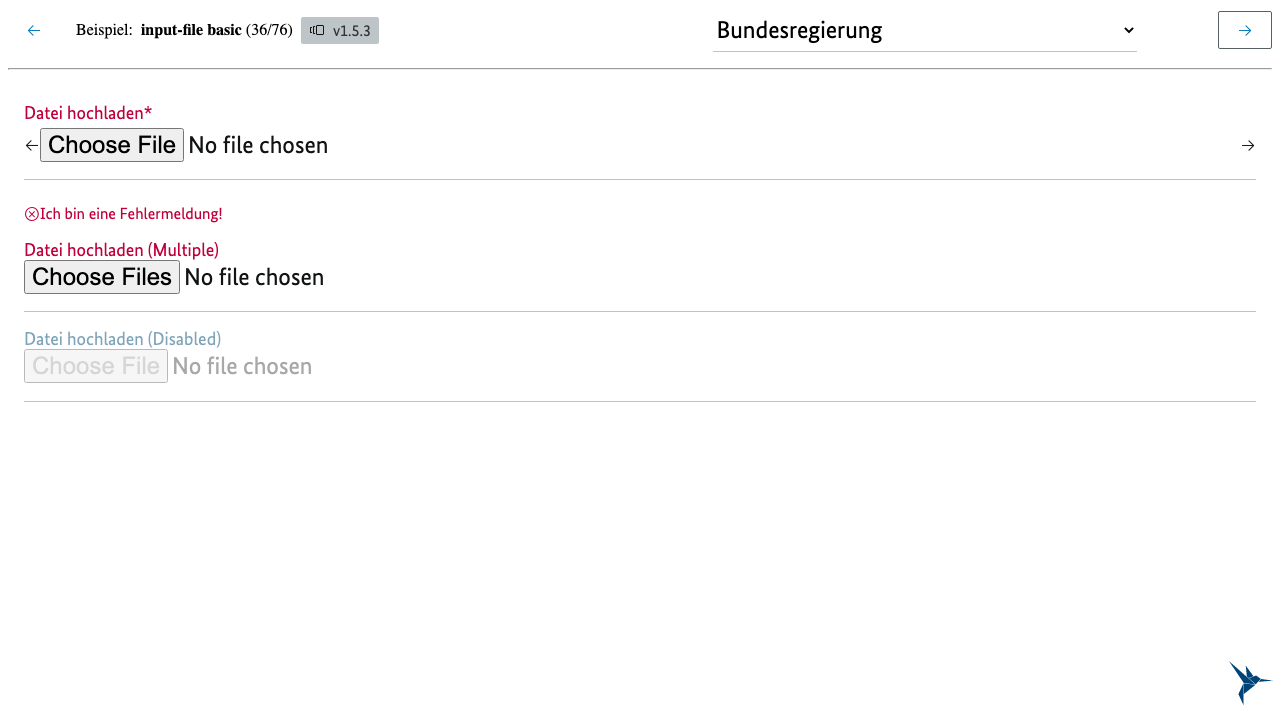 Beispiel: input-file basic (36/76) v1.5.3 Bundesregierung
Datei hochladen*
Choose File No file chosen
Ich bin eine Fehlermeldung!
Datei hochladen (Multiple)
Choose Files No file chosen
Datei hochladen (Disabled)
Choose File No file chosen